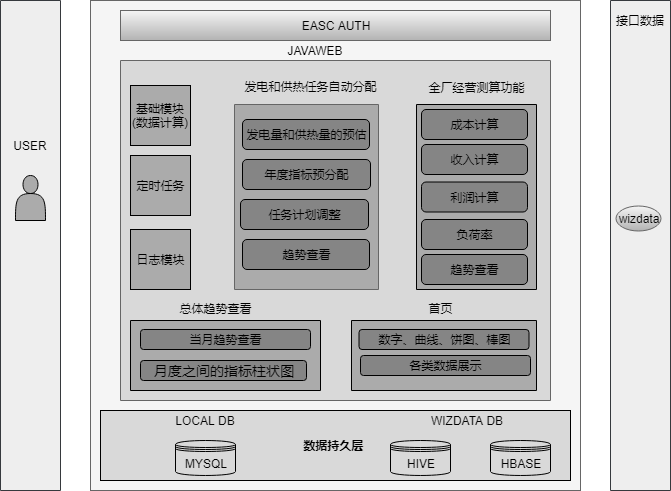 EASC AUTH
JAVAWEB
接口数据
USER
wizdata
基础模块
(数据计算)
定时任务
日志模块
发电和供热任务自动分配
发电量和供热量的预估
年度指标预分配
任务计划调整
趋势查看
全厂经营测算功能
成本计算
收入计算
利润计算
负荷率
趋势查看
总体趋势查看
当月趋势查看
月度之间的指标柱状图
首页
数字、曲线、饼图、棒图
各类数据展示
LOCAL DB
WIZDATA DB
数据持久层
MYSQL
HIVE
HBASE